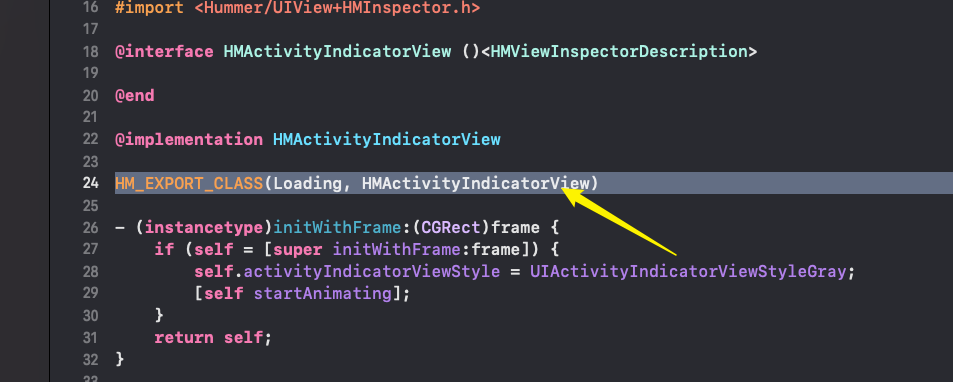 16 #import <Hummer/UIView+HMInspector.h>
17
18 @interface HMActivityIndicatorView ()<HMViewInspectorDescription>
19
20 @end
21
22 @implementation HMActivityIndicatorView
23
24 HM_EXPORT_CLASS(Loading, HMActivityIndicatorView)
25
26 - (instancetype)initWithFrame:(CGRect)frame {
27     if (self = [super initWithFrame:frame]) {
28         self.activityIndicatorViewStyle = UIActivityIndicatorViewStyleGray;
29         [self startAnimating];
30     }
31     return self;
32 }
33